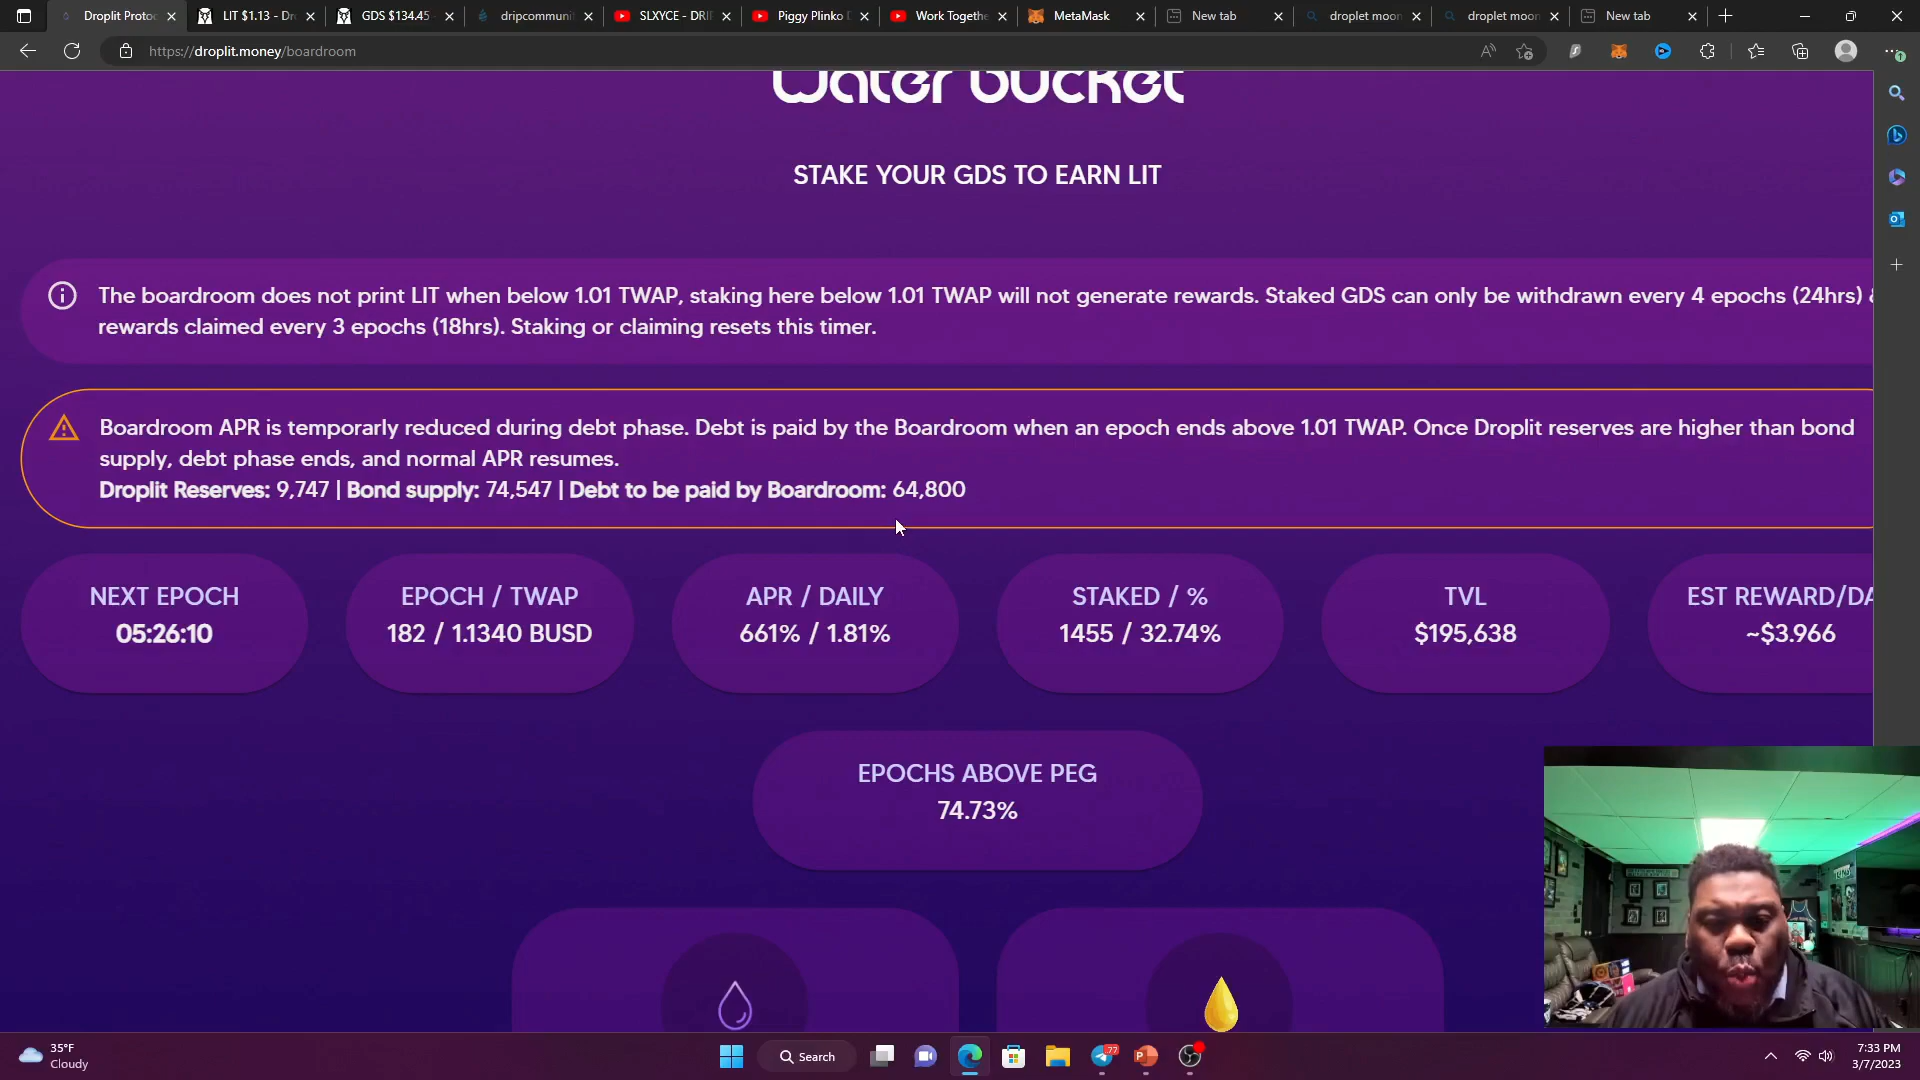 Droplit Protoc
LIT $1.13 - Dr
GDS $134.45
dripcommuni
SLXYCE - DRI
Piggy Plinko D
Work Togethe
MetaMask
New tab
droplet moon
droplet moon
New tab
https://droplit.money/boardroom
Water Bucket
STAKE YOUR GDS TO EARN LIT
The boardroom does not print LIT when below 1.01 TWAP, staking here below 1.01 TWAP will not generate rewards. Staked GDS can only be withdrawn every 4 epochs (24hrs) &
rewards claimed every 3 epochs (18hrs). Staking or claiming resets this timer.
Boardroom APR is temporarly reduced during debt phase. Debt is paid by the Boardroom when an epoch ends above 1.01 TWAP. Once Droplit reserves are higher than bond
supply, debt phase ends, and normal APR resumes.
Droplit Reserves: 9,747 | Bond supply: 74,547 | Debt to be paid by Boardroom: 64,800
NEXT EPOCH
05:26:10
EPOCH / TWAP
182 / 1.1340 BUSD
APR / DAILY
661% / 1.81%
STAKED / %
1455 / 32.74%
TVL
$195,638
EST REWARD/DA
~$3.966
EPOCHS ABOVE PEG
74.73%
35°F
Cloudy
Search
77
7:33 PM
3/7/2023